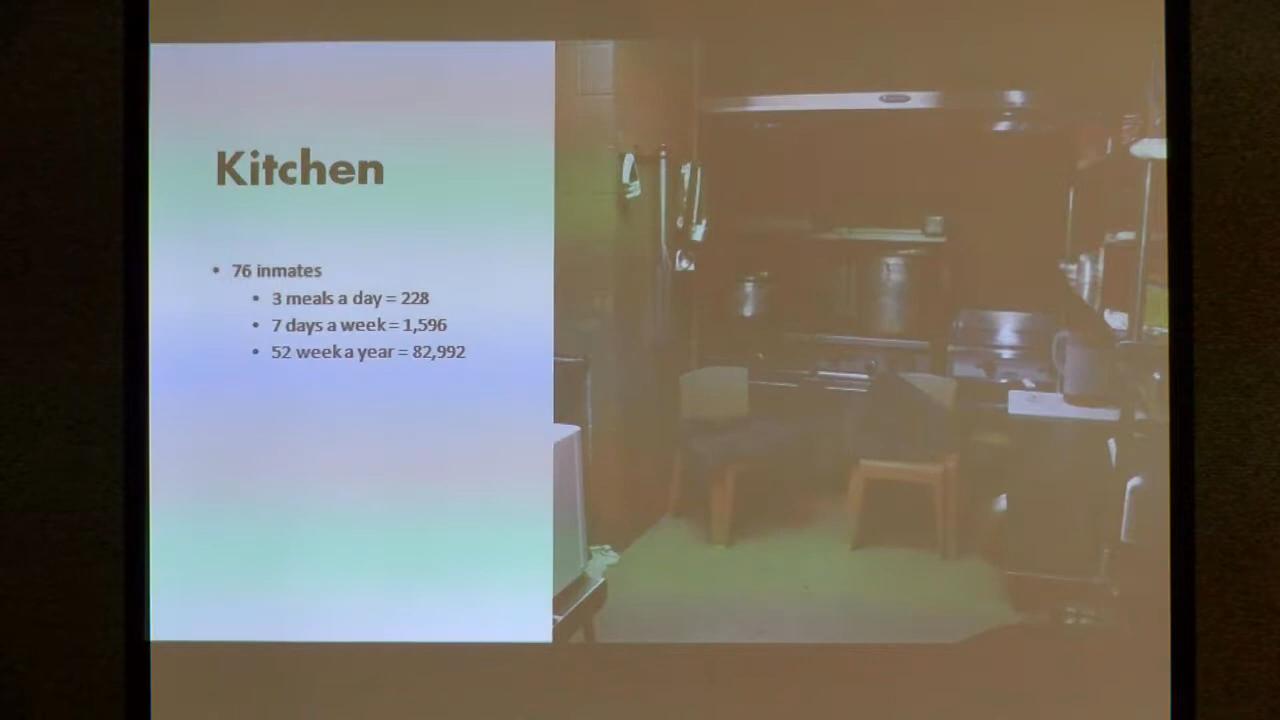 Kitchen
• 76 inmates
• 3 meals a day = 228
• 7 days a week = 1,596
• 52 week a year = 82,992